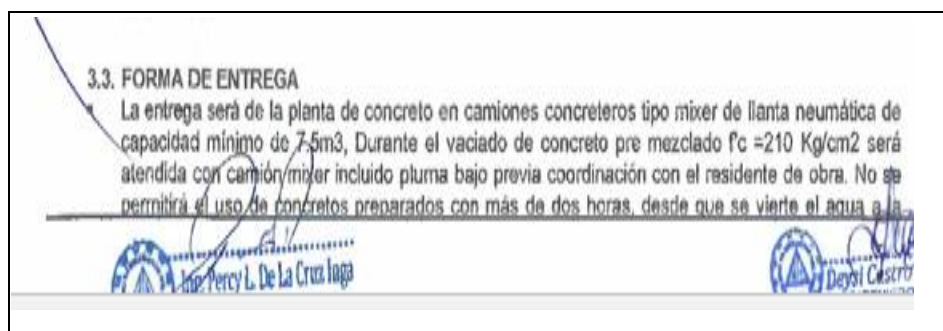 3.3. FORMA DE ENTREGA
• La entrega será de la planta de concreto en camiones concreteros tipo mixer de llanta neumática de
capacidad mínimo de 7.5m3, Durante el vaciado de concreto pre mezclado f'c =210 Kg/cm2 será
atendida con camión mixer incluido pluma bajo previa coordinación con el residente de obra. No se
permitirá el uso de concretos preparados con más de dos horas, desde que se vierte el agua a la
Ing. Percy L. De La Cruz Inga
Deysi Castro